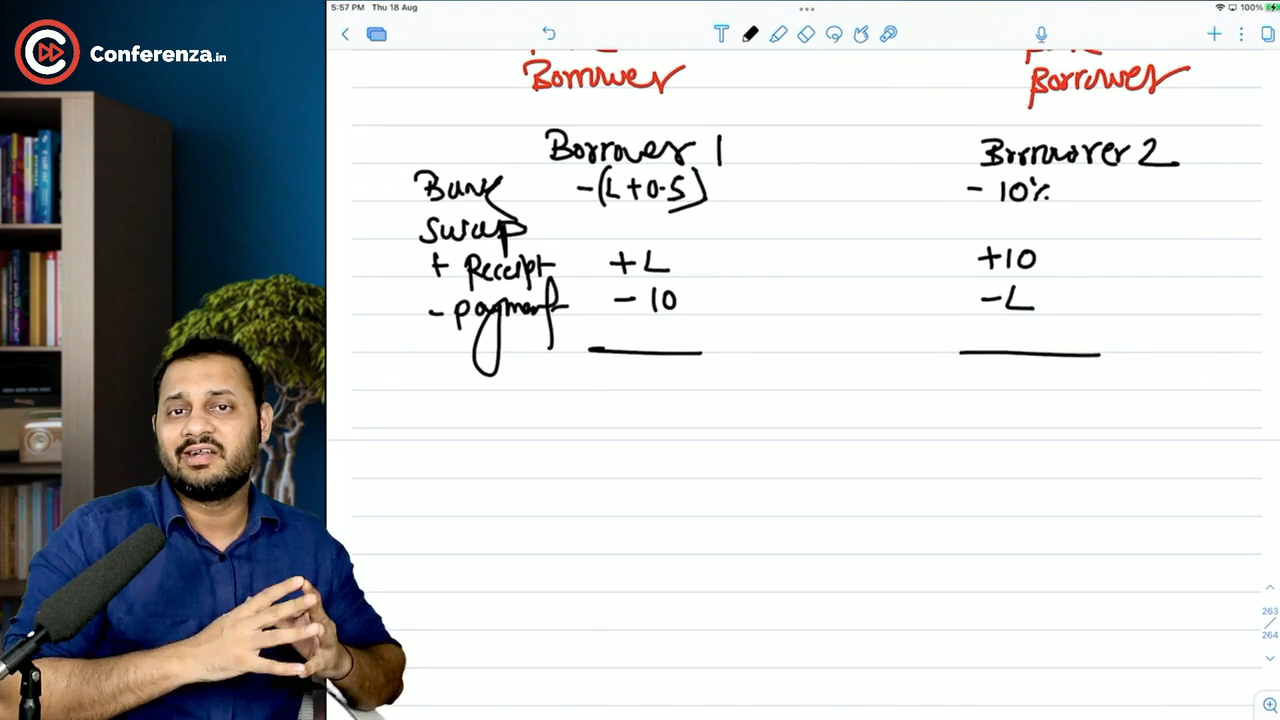 5:57 PM Thu 18 Aug
100%
Conferenza.in
T
Borrower
Borrower
Borrower 1
Borrower 2
Bank
-(L+0.5)
- 10%
Swap
+ Receipt
+L
+10
- payment
- 10
-L
263
264